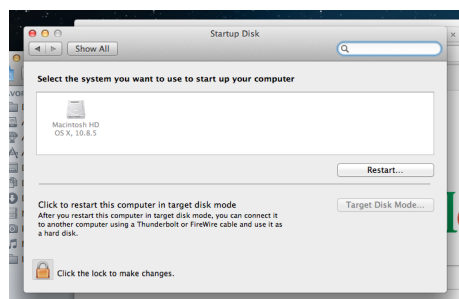 Startup Disk
Show All
Select the system you want to use to start up your computer
Macintosh HD
OS X, 10.8.5
Restart...
Click to restart this computer in target disk mode
After you restart this computer in target disk mode, you can connect it
to another computer using a Thunderbolt or FireWire cable and use it as
a hard disk.
Target Disk Mode...
Click the lock to make changes.